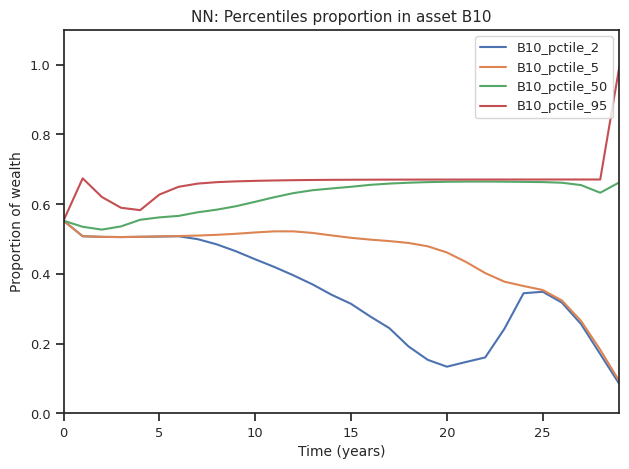 NN: Percentiles proportion in asset B10
B10_pctile_2
B10_pctile_5
B10_pctile_50
B10_pctile_95
Proportion of wealth
1.0
0.8
0.6
0.4
0.2
0.0
0 5 10 15 20 25
Time (years)